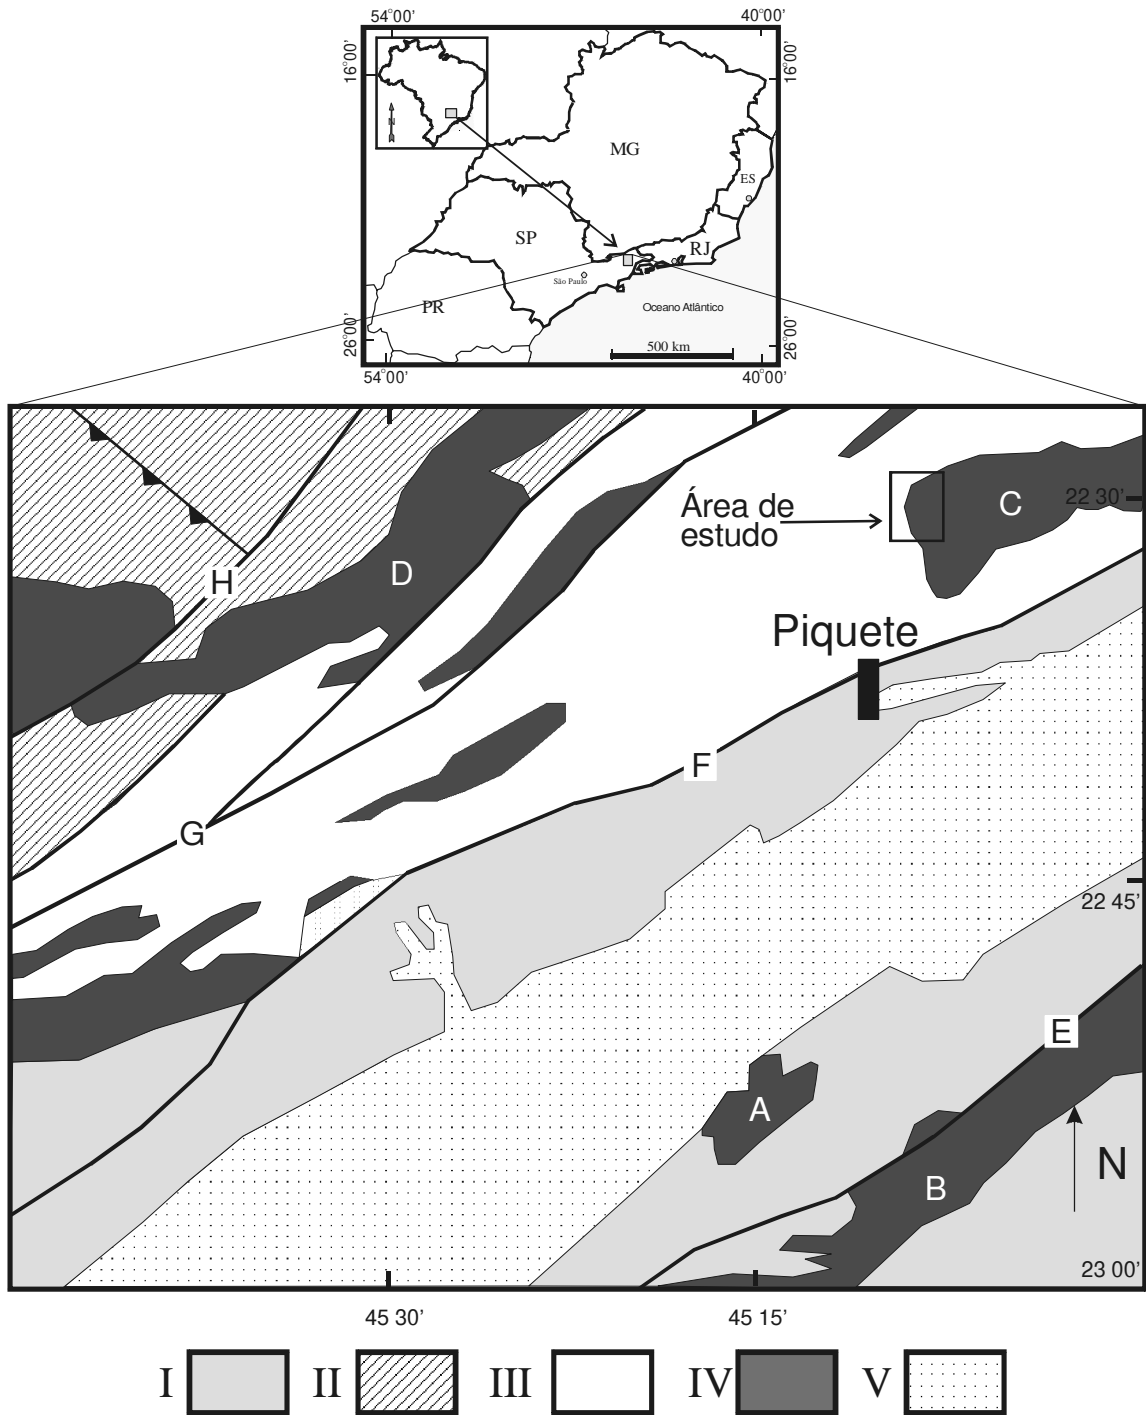 54°00' 40°00'
16°00' 16°00'
N
MG
ES
SP
RJ
São Paulo
PR
Oceano Atlântico
26°00' 500 km 26°00'
54°00' 40°00'
Área de
estudo
C 22 30'
H D
Piquete
F
G
22 45'
E
A
B N
23 00'
45 30' 45 15'
I II III IV V